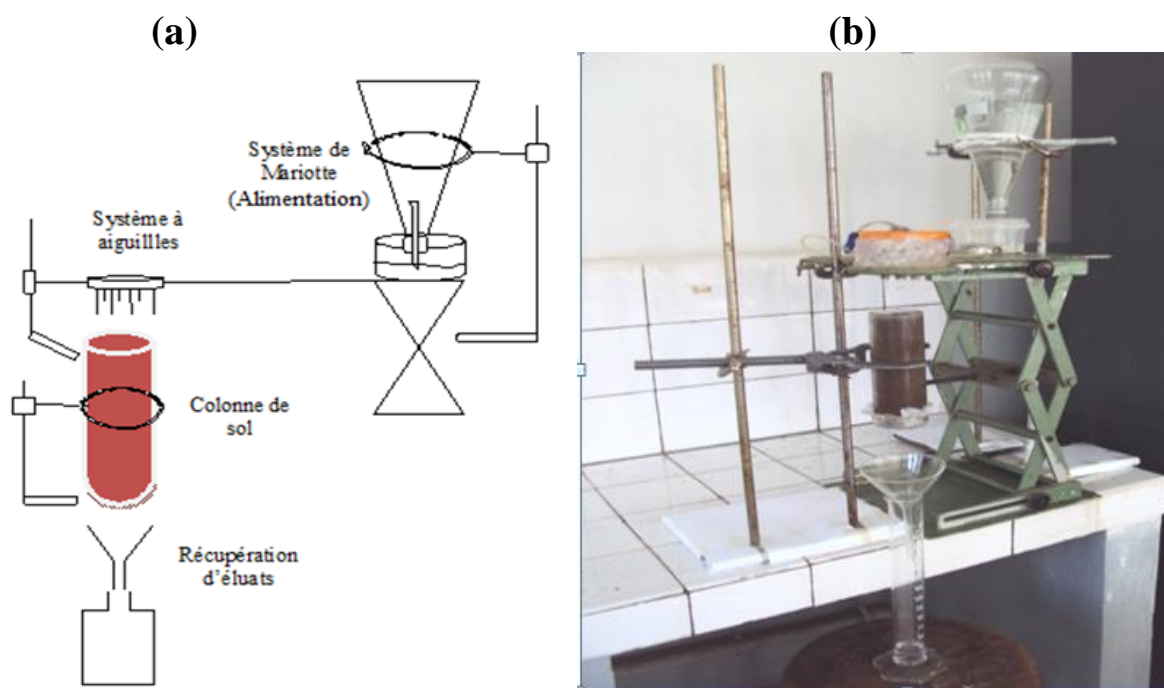 (a)
(b)
Système de
Mariotte
(Alimentation)
Système à
aiguillles
Colonne de
sol
Récupération
d'éluats